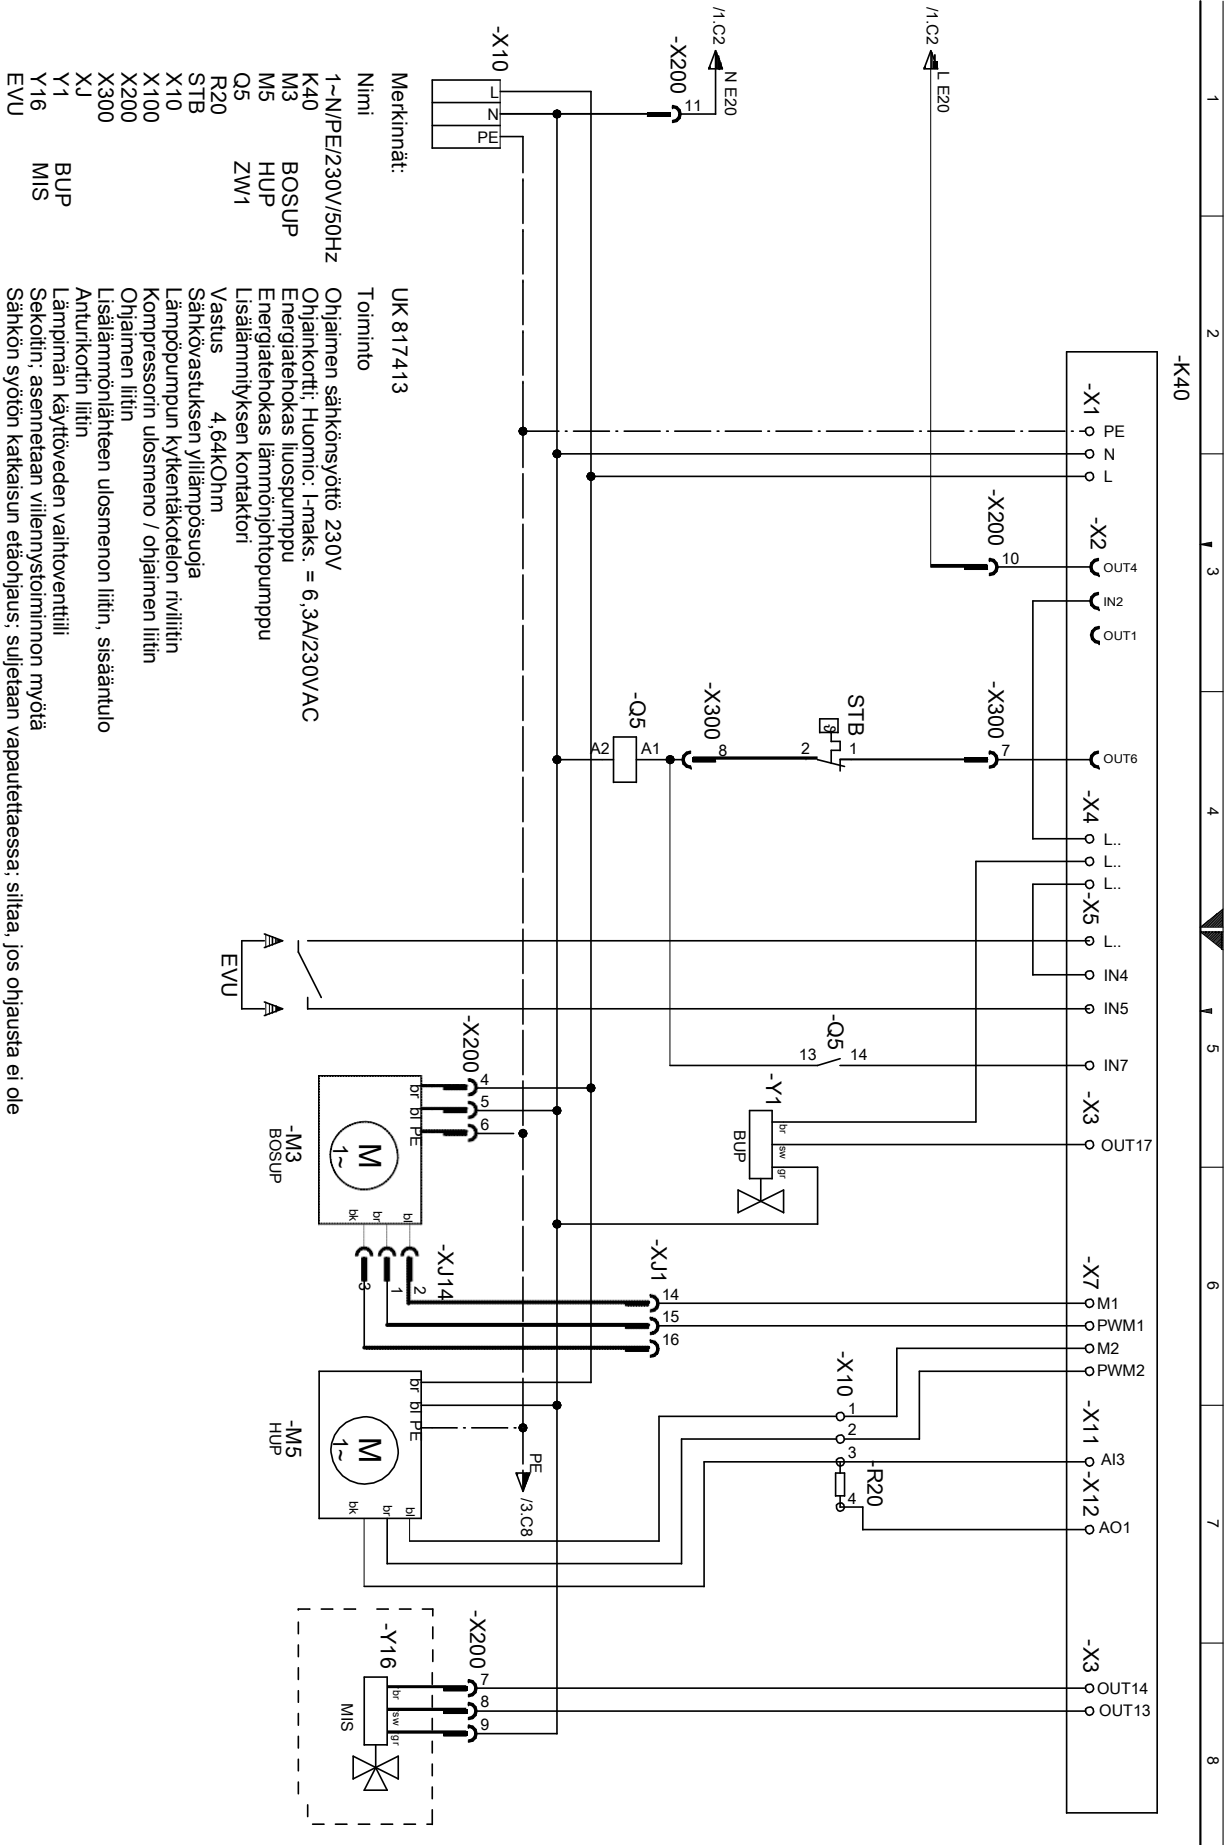 1
2
3
4
5
6
7
8
-K40
-X1
PE
N
L
-X2
OUT4
IN2
OUT1
OUT6
-X4
L..
L..
L..
-X5
L..
IN4
IN5
IN7
-X3
OUT17
-X7
M1
PWM1
M2
PWM2
-X11
AI3
-X12
AO1
-X3
OUT14
OUT13
/1.C2
L E20
/1.C2
N E20
-X200
11
-X200
10
-X300
7
STB
ϑ
1
2
-X300
8
-Q5
A1
A2
-Q5
13
14
-Y1
BUP
br
sw
gr
-X10
1
2
3
4
-R20
-XJ1
14
15
16
-X10
L
N
PE
EVU
-X200
4
5
6
br
bl
PE
M
1~
-M3
BOSUP
bk
br
bl
-XJ14
3
1
2
br
bl
PE
M
1~
-M5
HUP
bk
br
bl
PE
/3.C8
-X200
7
8
9
-Y16
br
sw
gr
MIS
Merkinnät: UK 817413
Nimi Toiminto
1~N/PE/230V/50Hz Ohjaimen sähkönsyöttö 230V
K40 Ohjainkortti; Huomio: I-maks. = 6,3A/230VAC
M3 BOSUP Energiatehokas liuospumppu
M5 HUP Energiatehokas lämmönjohtopumppu
Q5 ZW1 Lisälämmityksen kontaktori
R20 Vastus 4,64kOhm
STB Sähkövastuksen ylilämpösuoja
X10 Lämpöpumpun kytkentäkotelon riviliitin
X100 Kompressorin ulosmeno / ohjaimen liitin
X200 Ohjaimen liitin
X300 Lisälämmönlähteen ulosmenon liitin, sisääntulo
XJ Anturikortin liitin
Y1 BUP Lämpimän käyttöveden vaihtoventtiili
Y16 MIS Sekoitin; asennetaan viilennystoiminnon myötä
EVU Sähkön syötön katkaisun etäohjaus; suljetaan vapautettaessa; siltaa, jos ohjausta ei ole